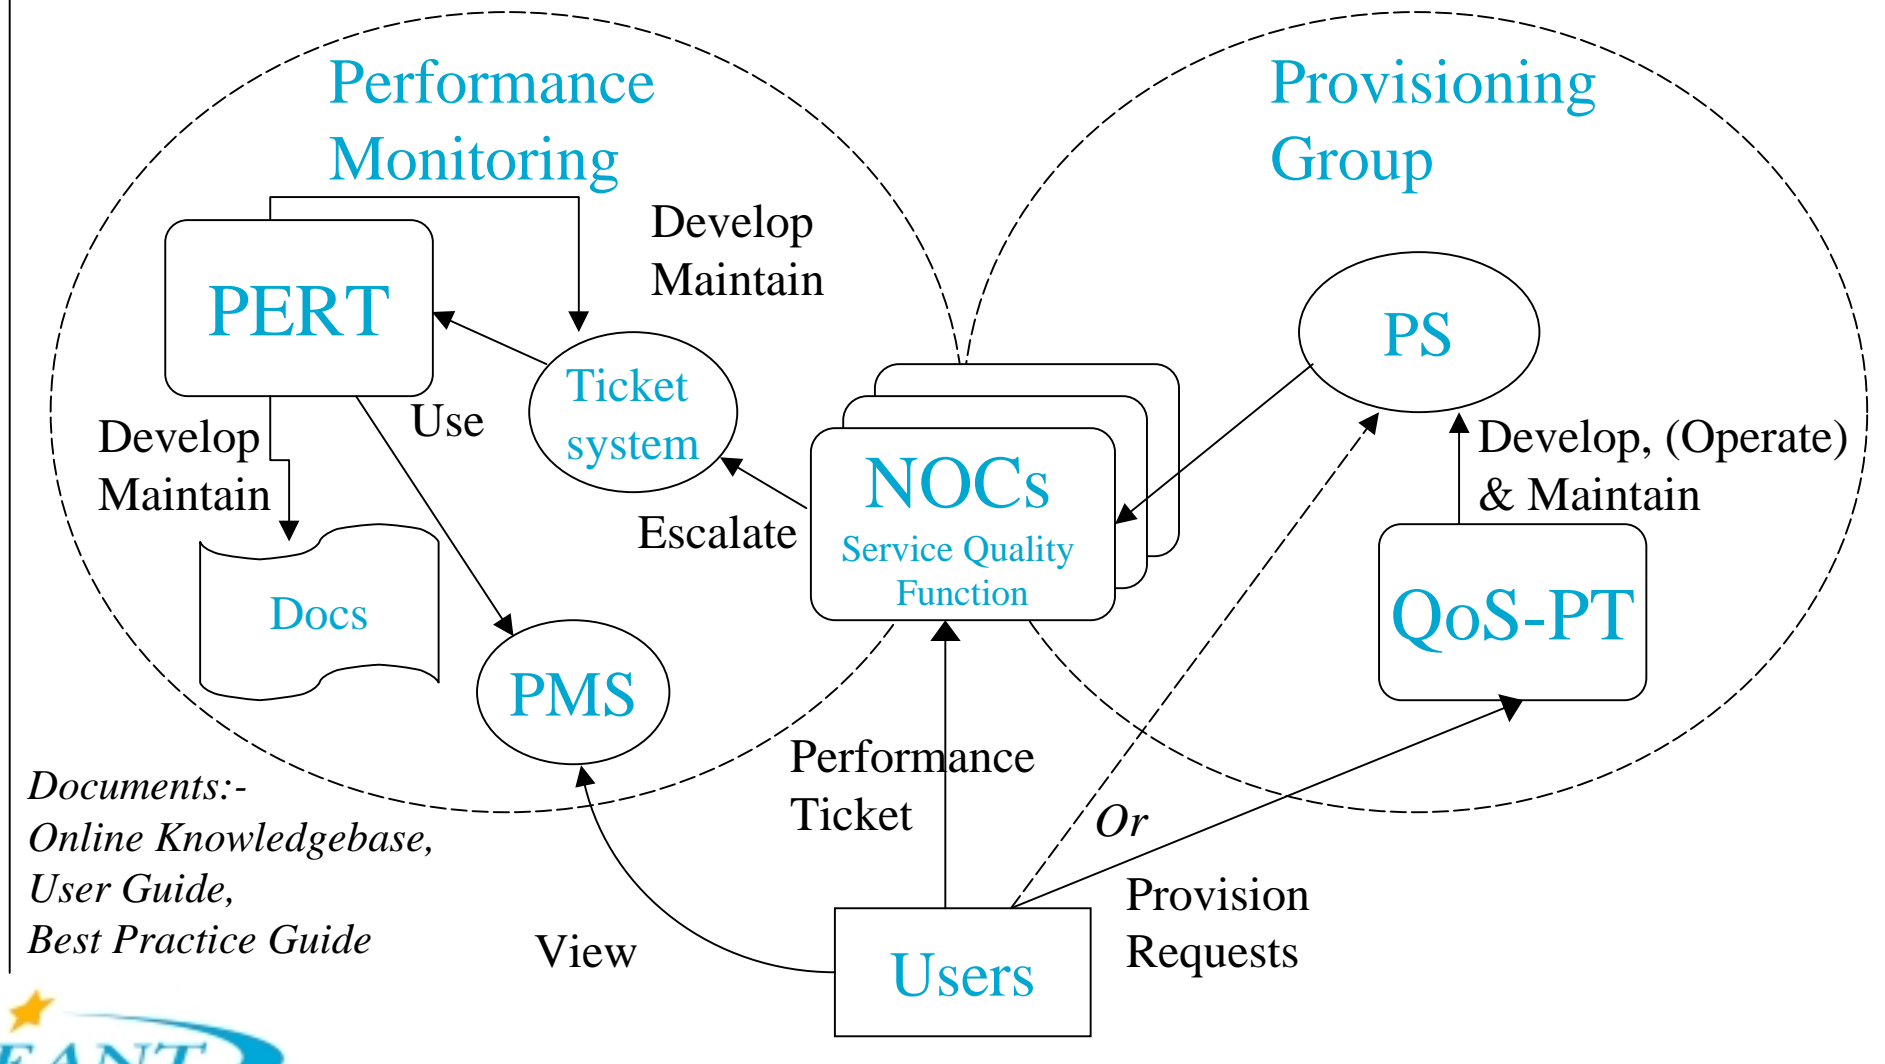 Performance
Monitoring
Provisioning
Group
Develop
Maintain
PERT
PS
Ticket
system
Use
Develop
Maintain
Develop, (Operate)
& Maintain
NOCs
Service Quality
Function
Escalate
Docs
QoS-PT
PMS
Performance
Ticket
Documents:-
Online Knowledgebase,
User Guide,
Best Practice Guide
Or
Provision
Requests
View
Users
EANT